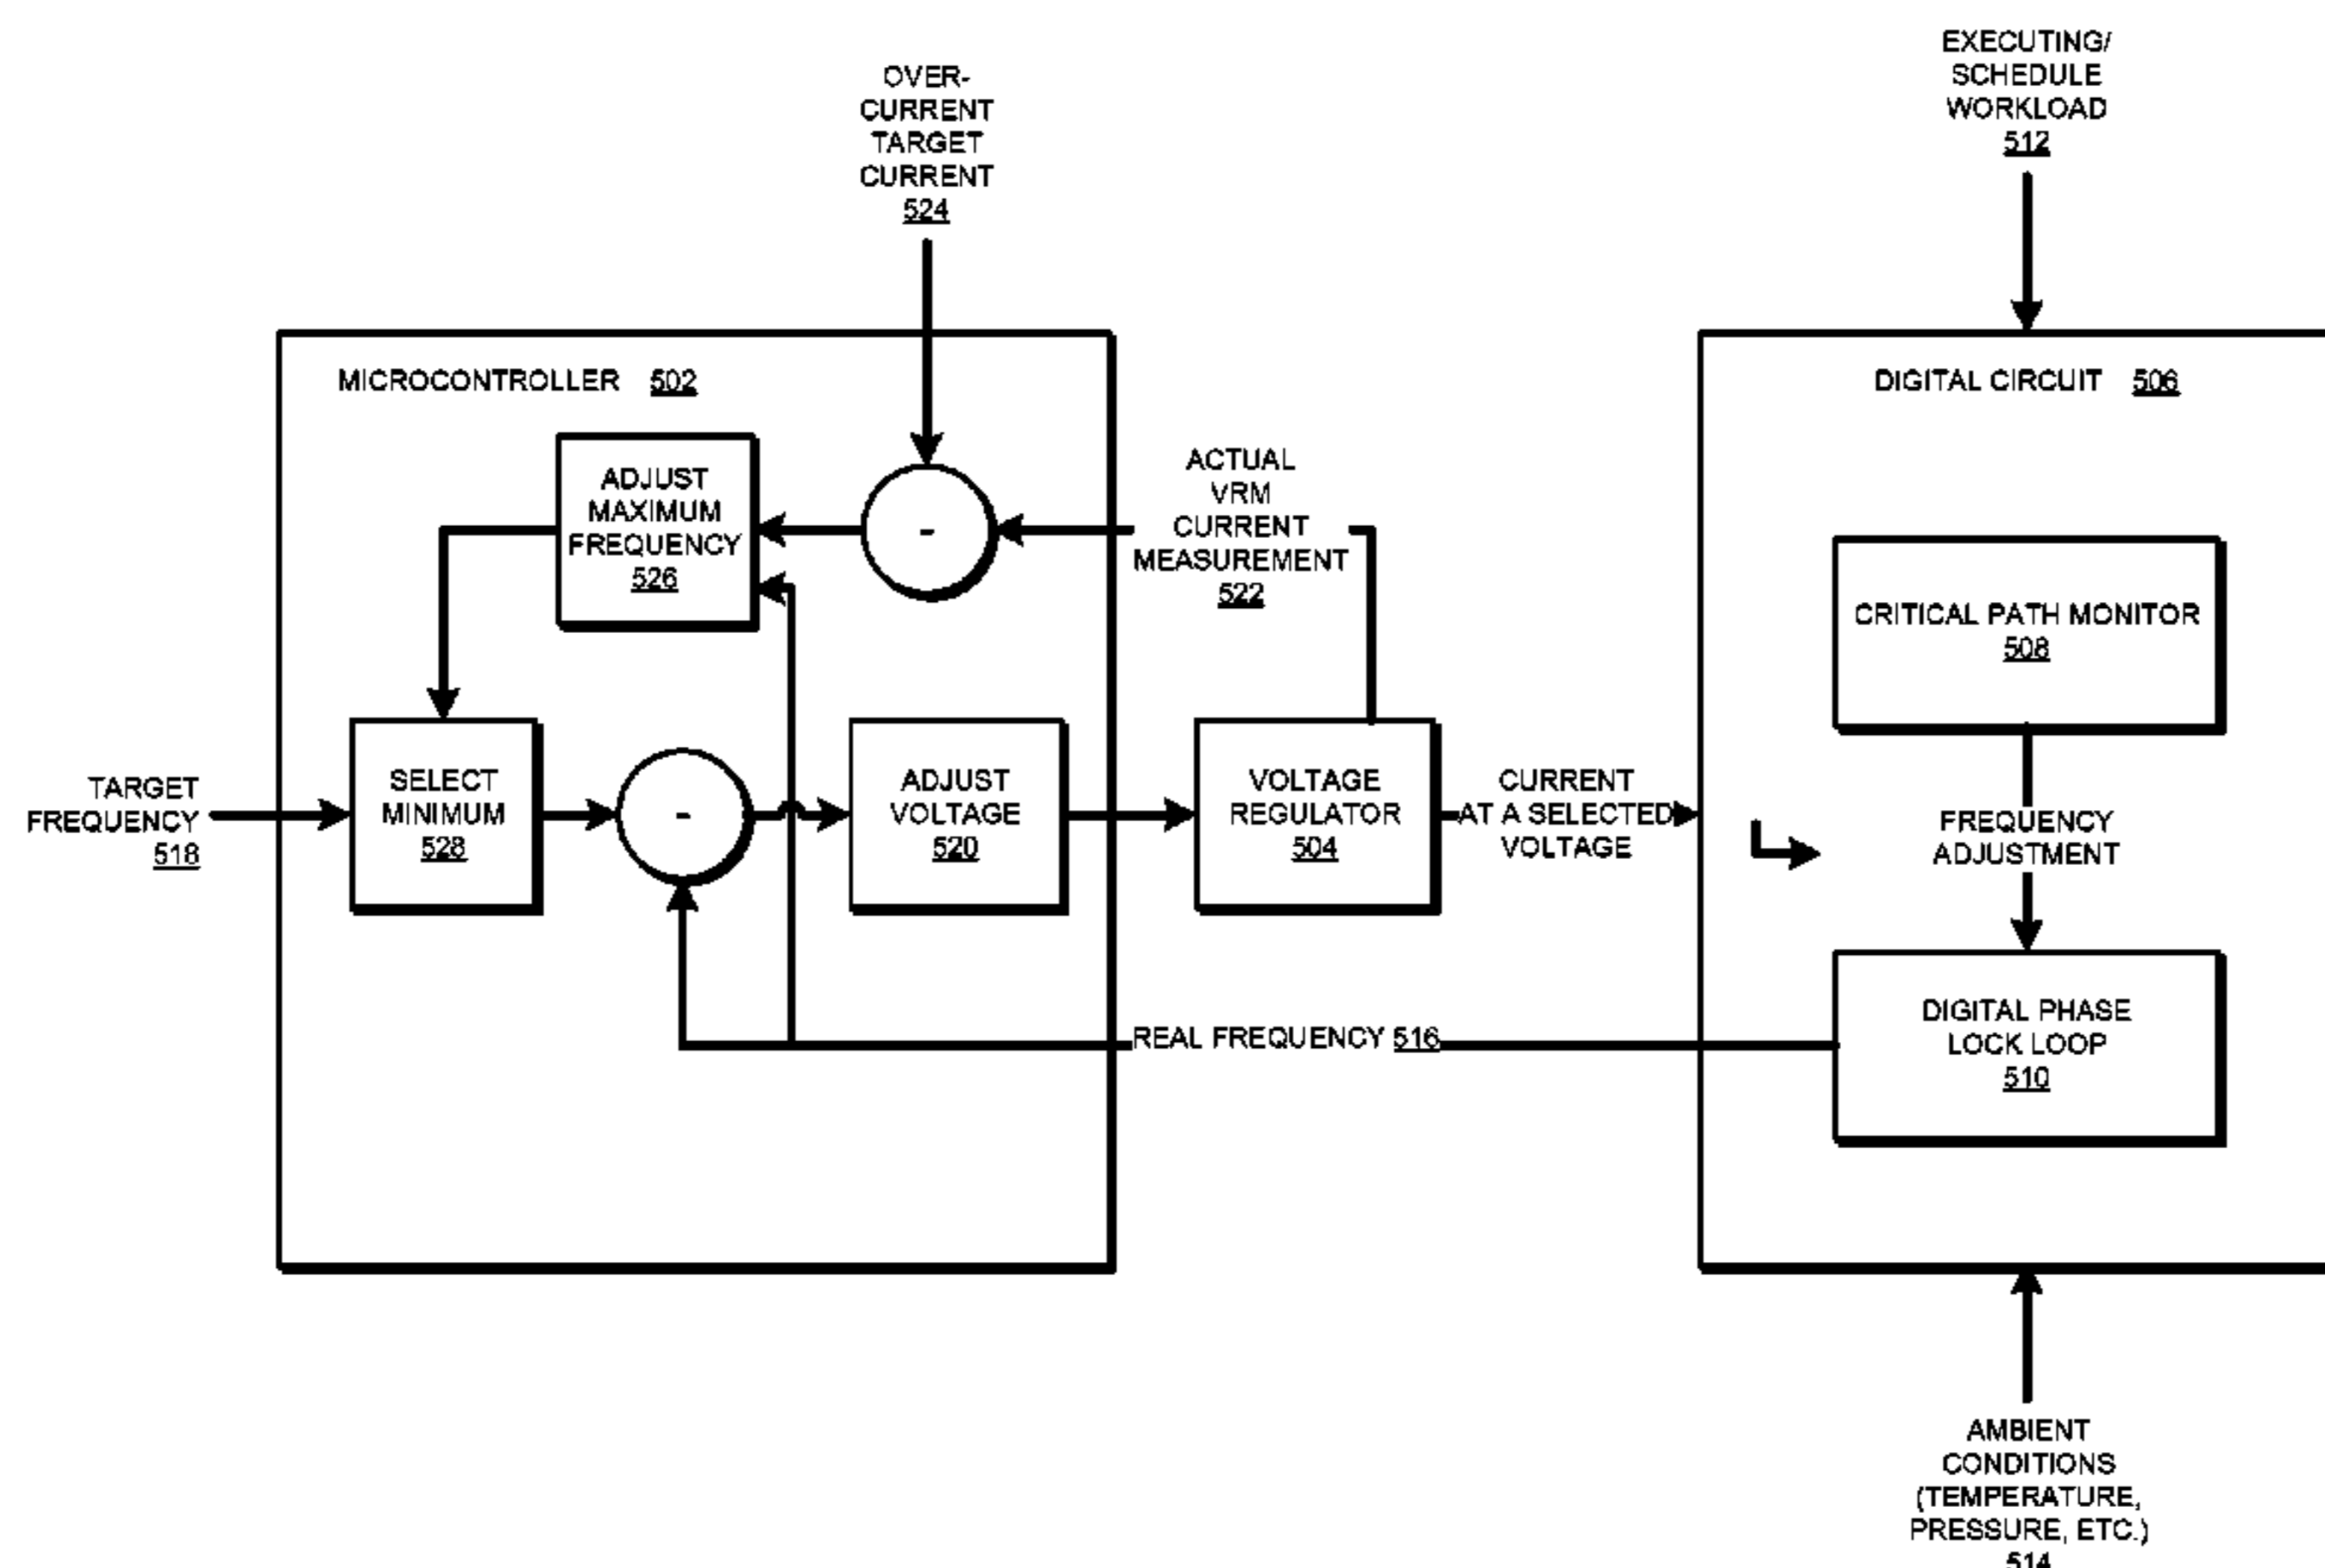 OVER-
CURRENT
TARGET
CURRENT
524
EXECUTING/
SCHEDULE
WORKLOAD
512
MICROCONTROLLER 502
DIGITAL CIRCUIT 506
ADJUST
MAXIMUM
FREQUENCY
526
-
ACTUAL
VRM
CURRENT
MEASUREMENT
522
CRITICAL PATH MONITOR
508
TARGET
FREQUENCY
518
SELECT
MINIMUM
528
-
ADJUST
VOLTAGE
520
VOLTAGE
REGULATOR
504
CURRENT
AT A SELECTED
VOLTAGE
FREQUENCY
ADJUSTMENT
REAL FREQUENCY 516
DIGITAL PHASE
LOCK LOOP
510
AMBIENT
CONDITIONS
(TEMPERATURE,
PRESSURE, ETC.)
514